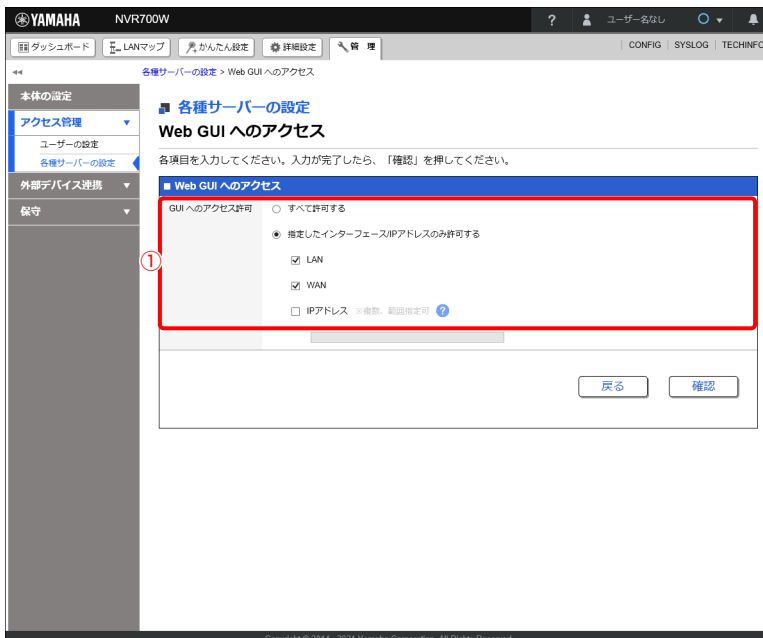 YAMAHA NVR700W ? ユーザー名なし
ダッシュボード LANマップ かんたん設定 詳細設定 管 理 CONFIG SYSLOG TECHINFO
各種サーバーの設定 > Web GUI へのアクセス
本体の設定
アクセス管理
ユーザーの設定
各種サーバーの設定
外部デバイス連携
保守
各種サーバーの設定
Web GUI へのアクセス
各項目を入力してください。入力が完了したら、「確認」を押してください。
■ Web GUI へのアクセス
GUI へのアクセス許可 すべて許可する
指定したインターフェース/IPアドレスのみ許可する
① LAN
WAN
IPアドレス ※複数、範囲指定可 ?
戻る 確認
Copyright © 2014 - 2021 Yamaha Corporation. All Rights Reserved.